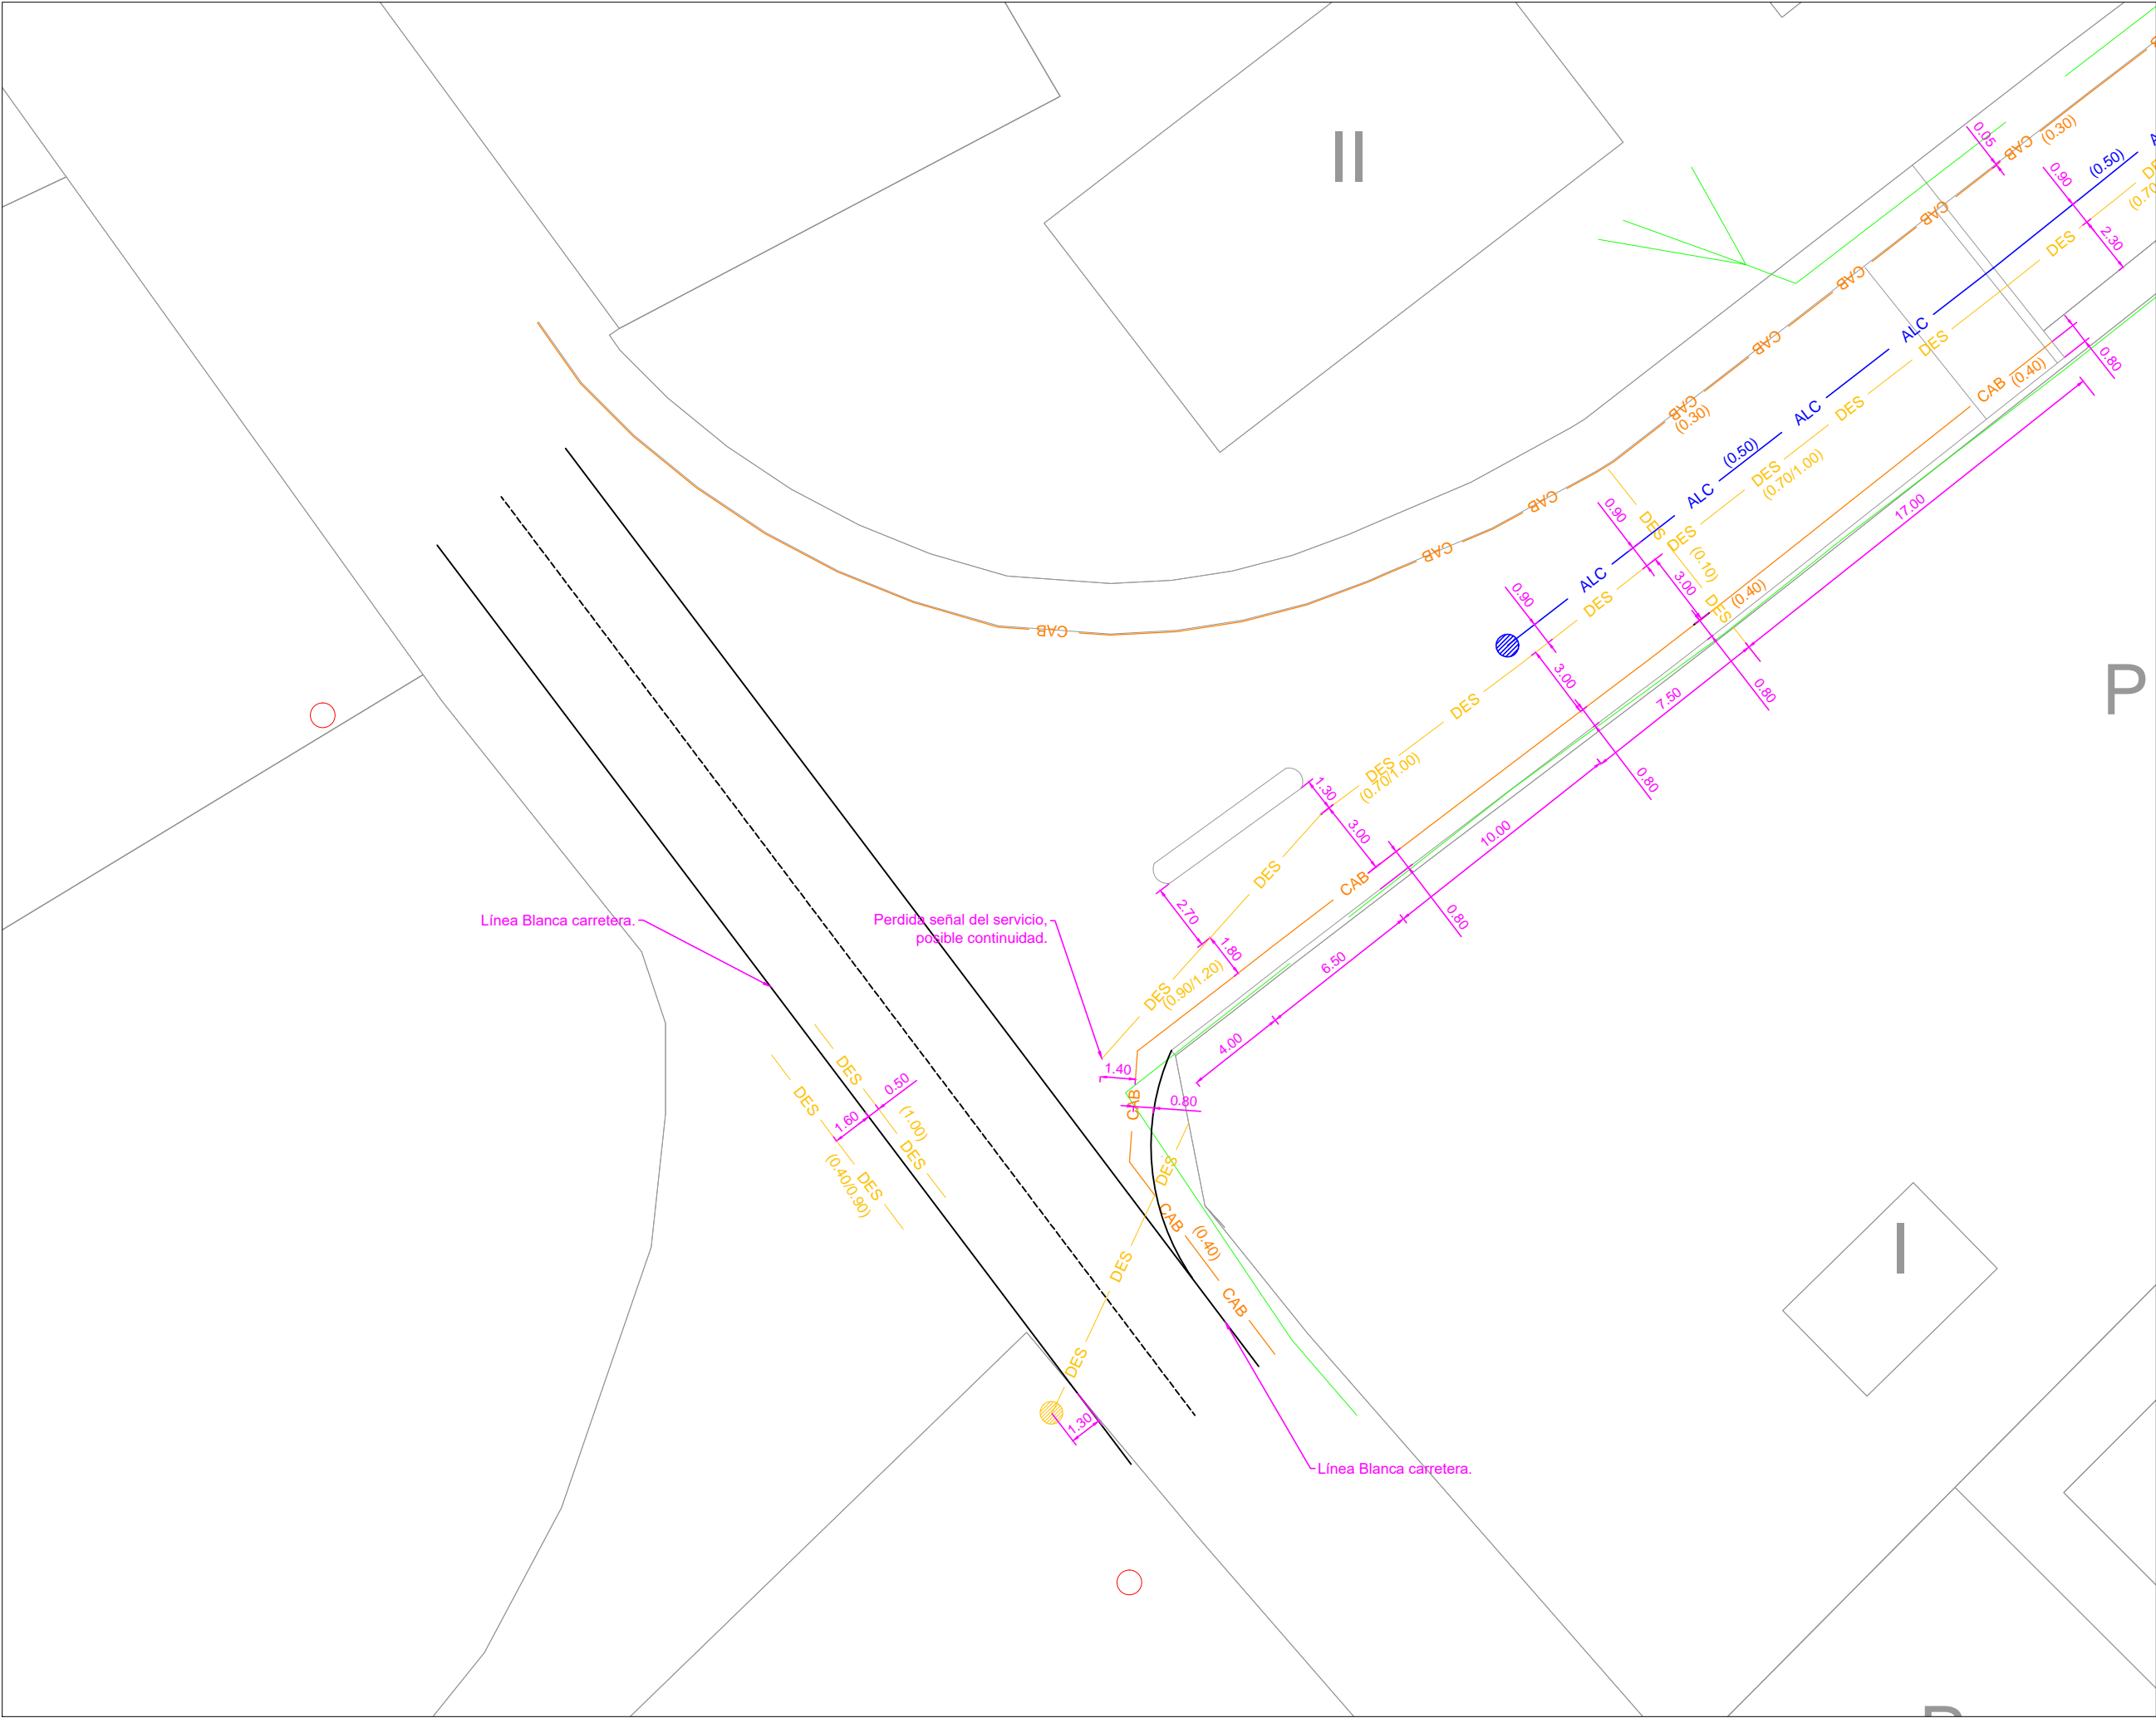 II
0.05
CAB
(0.30)
(0.50)
0.90
2.30
DES
CAB
CAB
CAB
CAB
(0.30)
CAB
CAB
CAB
ALC
DES
ALC
DES
(0.50)
ALC
DES
(0.70/1.00)
CAB
(0.40)
0.80
17.00
0.90
DES
DES
(0.10)
3.00
DES
(0.40)
0.80
ALC
DES
0.90
3.00
7.50
0.80
P
DES
DES
(0.70/1.00)
1.30
3.00
10.00
DES
CAB
0.80
2.70
1.80
6.50
Línea Blanca carretera.
Perdida señal del servicio,
posible continuidad.
DES
(0.90/1.20)
4.00
1.40
CAB
0.80
DES
DES
0.50
(1.00)
1.60
DES
DES
(0.40/0.90)
DES
CAB
(0.40)
DES
CAB
DES
1.30
I
Línea Blanca carretera.